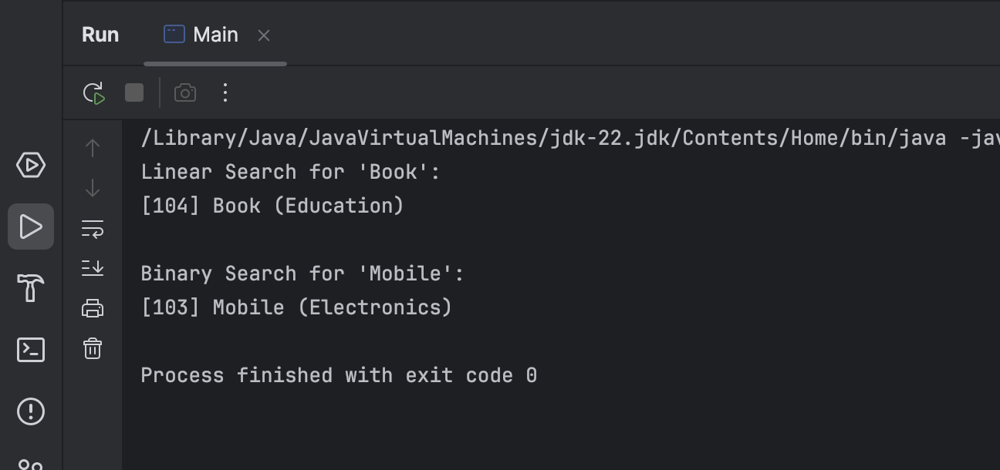 Run Main
/Library/Java/JavaVirtualMachines/jdk-22.jdk/Contents/Home/bin/java -jav
Linear Search for 'Book':
[104] Book (Education)
Binary Search for 'Mobile':
[103] Mobile (Electronics)
Process finished with exit code 0